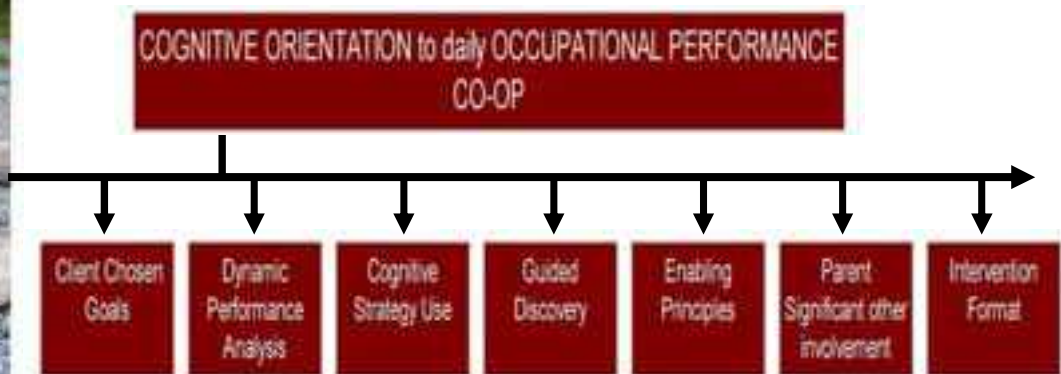 COGNITIVE ORIENTATION to daily OCCUPATIONAL PERFORMANCE
CO-OP
Client Chosen
Goals
Dynamic
Performance
Analysis
Cognitive
Strategy Use
Guided
Discovery
Enabling
Principles
Parent
Significant other
involvement
Intervention
Format